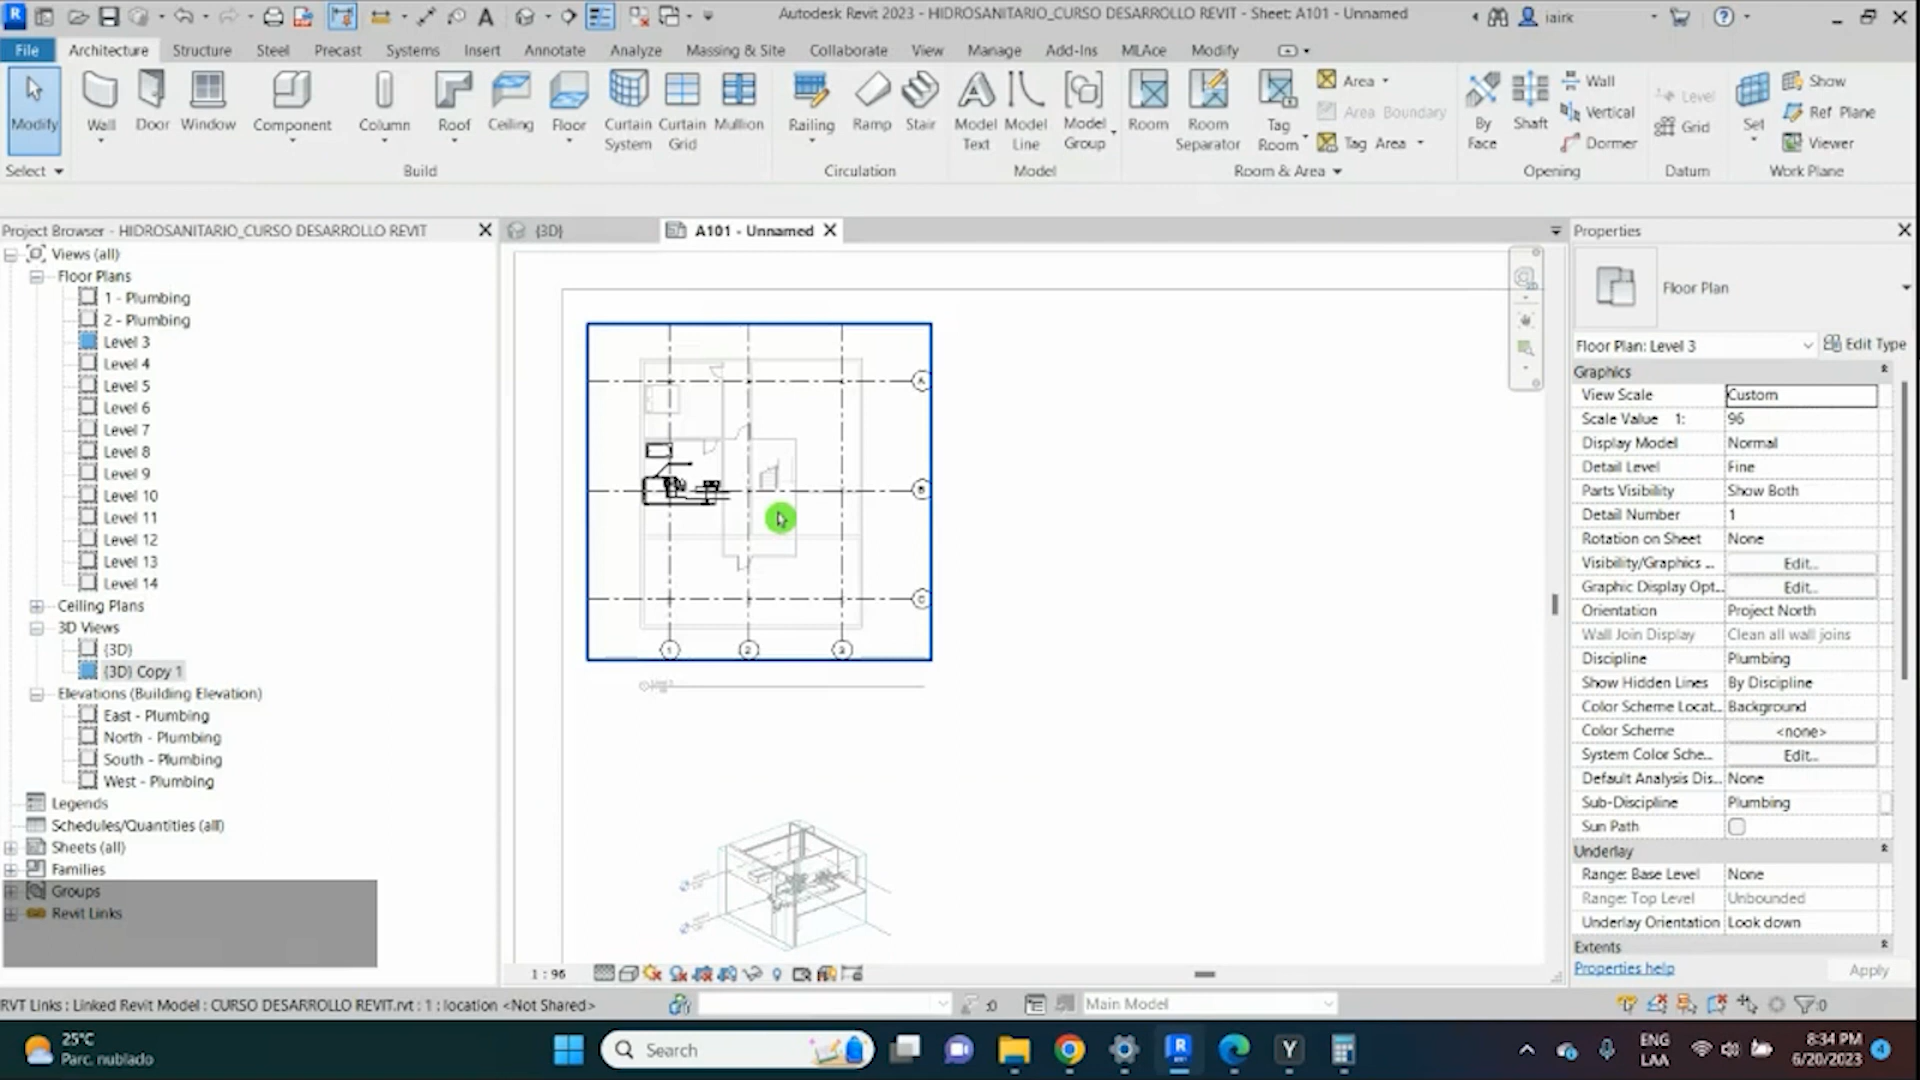 Autodesk Revit 2023 - HIDROSANITARIO_CURSO DESARROLLO REVIT - Sheet: A101 - Unnamed
iairk
File Architecture Structure Steel Precast Systems Insert Annotate Analyze Massing & Site Collaborate View Manage Add-Ins MLAce Modify
Modify Wall Door Window Component Column Roof Ceiling Floor Curtain System Curtain Grid Mullion Railing Ramp Stair Model Text Model Line Model Group Room Room Separator Tag Room Area Area Boundary Tag Area By Face Shaft Wall Vertical Dormer Level Grid Set Show Ref Plane Viewer
Select Build Circulation Model Room & Area Opening Datum Work Plane
Project Browser - HIDROSANITARIO_CURSO DESARROLLO REVIT
Views (all)
Floor Plans
1 - Plumbing
2 - Plumbing
Level 3
Level 4
Level 5
Level 6
Level 7
Level 8
Level 9
Level 10
Level 11
Level 12
Level 13
Level 14
Ceiling Plans
3D Views
{3D}
{3D} Copy 1
Elevations (Building Elevation)
East - Plumbing
North - Plumbing
South - Plumbing
West - Plumbing
Legends
Schedules/Quantities (all)
Sheets (all)
Families
Groups
Revit Links
{3D}
A101 - Unnamed
A
B
C
1 2 3
1 : 96
Properties
Floor Plan
Floor Plan: Level 3 Edit Type
Graphics
View Scale Custom
Scale Value 1: 96
Display Model Normal
Detail Level Fine
Parts Visibility Show Both
Detail Number 1
Rotation on Sheet None
Visibility/Graphics ... Edit...
Graphic Display Opt... Edit...
Orientation Project North
Wall Join Display Clean all wall joins
Discipline Plumbing
Show Hidden Lines By Discipline
Color Scheme Locat... Background
Color Scheme <none>
System Color Sche... Edit...
Default Analysis Dis... None
Sub-Discipline Plumbing
Sun Path
Underlay
Range: Base Level None
Range: Top Level Unbounded
Underlay Orientation Look down
Extents
Properties help Apply
RVT Links : Linked Revit Model : CURSO DESARROLLO REVIT.rvt : 1 : location <Not Shared>
:0
Main Model
:0
25°C
Parc. nublado
Search
ENG
LAA
8:34 PM
6/20/2023
4